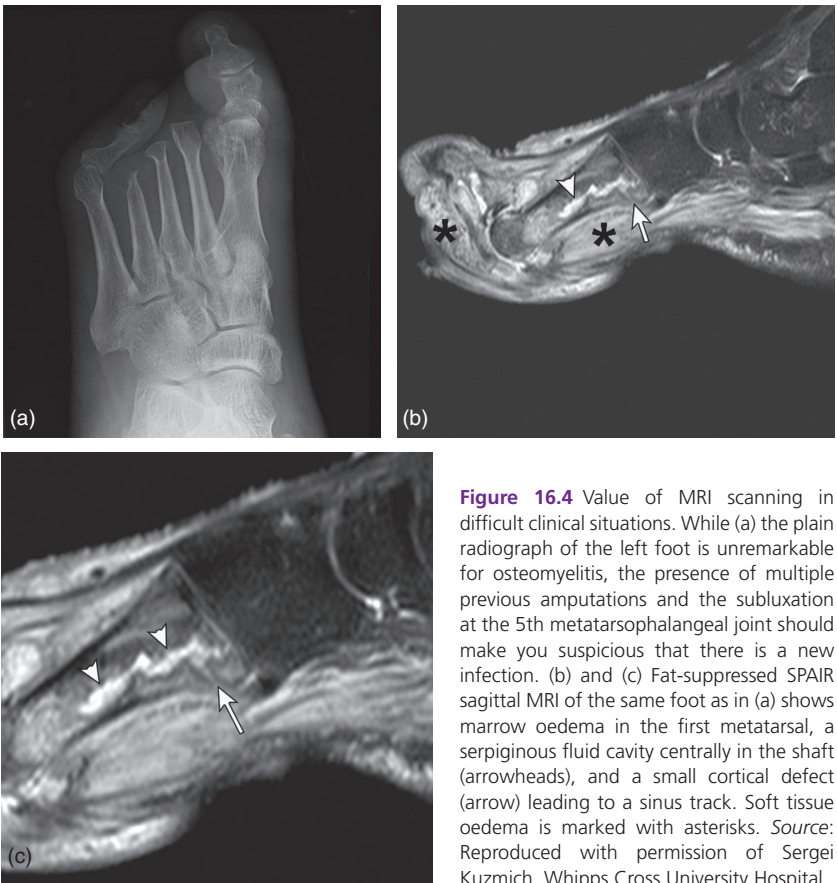 (a)
(b)
(c)
Figure 16.4 Value of MRI scanning in
difficult clinical situations. While (a) the plain
radiograph of the left foot is unremarkable
for osteomyelitis, the presence of multiple
previous amputations and the subluxation
at the 5th metatarsophalangeal joint should
make you suspicious that there is a new
infection. (b) and (c) Fat-suppressed SPAIR
sagittal MRI of the same foot as in (a) shows
marrow oedema in the first metatarsal, a
serpiginous fluid cavity centrally in the shaft
(arrowheads), and a small cortical defect
(arrow) leading to a sinus track. Soft tissue
oedema is marked with asterisks. Source:
Reproduced with permission of Sergei
Kuzmich, Whipps Cross University Hospital